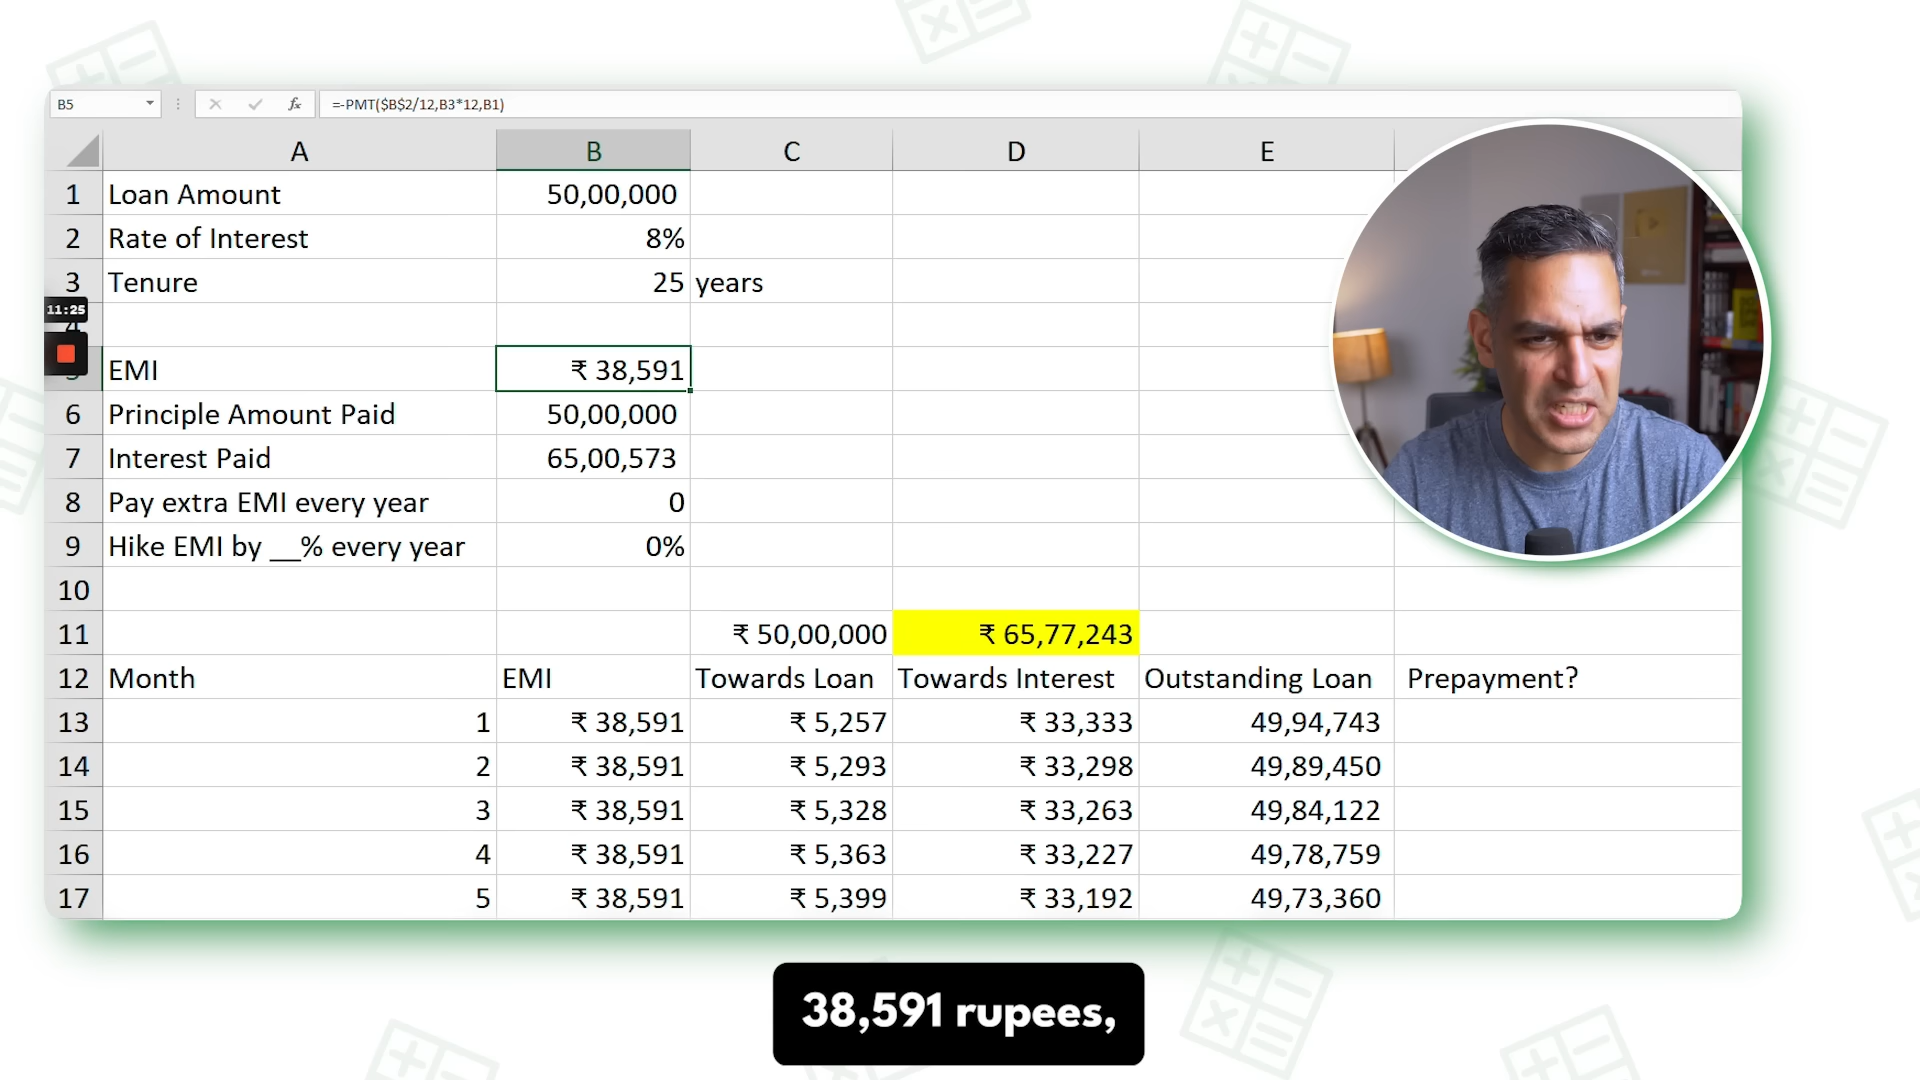 B5 =-PMT($B$2/12,B3*12,B1)
A B C D E
1 Loan Amount 50,00,000
2 Rate of Interest 8%
3 Tenure 25 years
11:25
4
5 EMI ₹ 38,591
6 Principle Amount Paid 50,00,000
7 Interest Paid 65,00,573
8 Pay extra EMI every year 0
9 Hike EMI by __% every year 0%
10
11 ₹ 50,00,000 ₹ 65,77,243
12 Month EMI Towards Loan Towards Interest Outstanding Loan Prepayment?
13 1 ₹ 38,591 ₹ 5,257 ₹ 33,333 49,94,743
14 2 ₹ 38,591 ₹ 5,293 ₹ 33,298 49,89,450
15 3 ₹ 38,591 ₹ 5,328 ₹ 33,263 49,84,122
16 4 ₹ 38,591 ₹ 5,363 ₹ 33,227 49,78,759
17 5 ₹ 38,591 ₹ 5,399 ₹ 33,192 49,73,360
38,591 rupees,